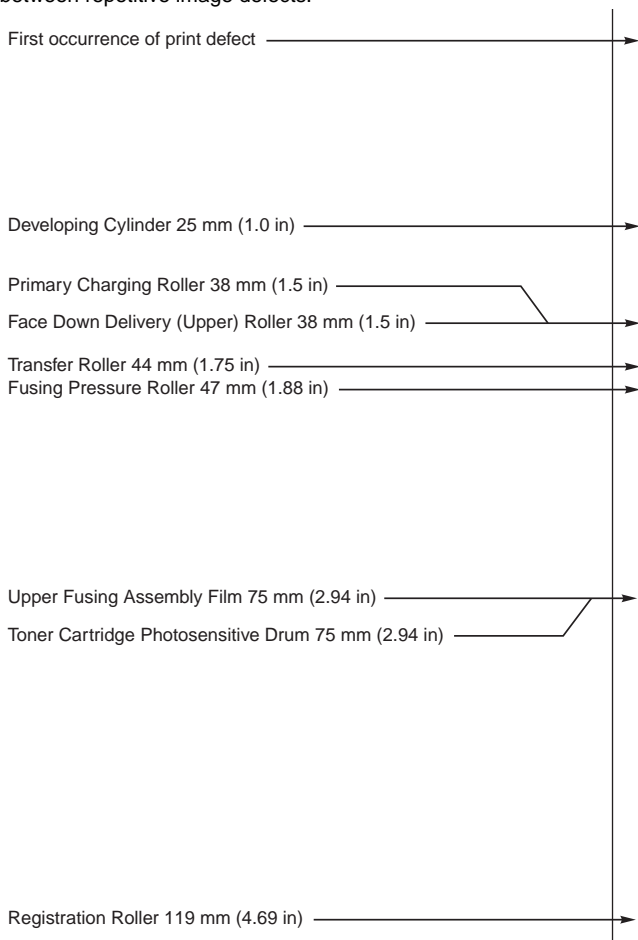 between repetitive image defects.
First occurrence of print defect
Developing Cylinder 25 mm (1.0 in)
Primary Charging Roller 38 mm (1.5 in)
Face Down Delivery (Upper) Roller 38 mm (1.5 in)
Transfer Roller 44 mm (1.75 in)
Fusing Pressure Roller 47 mm (1.88 in)
Upper Fusing Assembly Film 75 mm (2.94 in)
Toner Cartridge Photosensitive Drum 75 mm (2.94 in)
Registration Roller 119 mm (4.69 in)